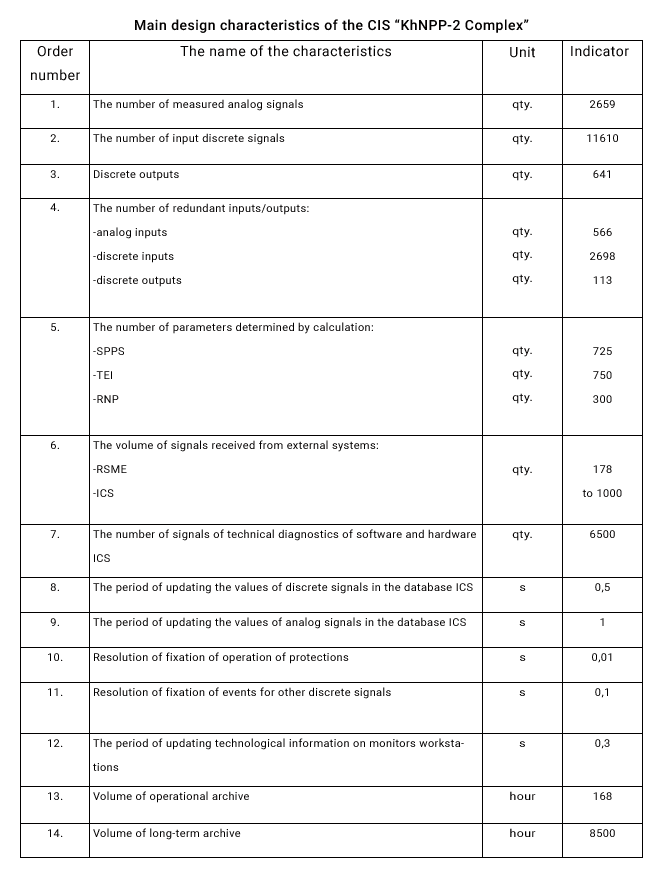 Main design characteristics of the CIS “KhNPP-2 Complex”
Order number | The name of the characteristics | Unit | Indicator
1. | The number of measured analog signals | qty. | 2659
2. | The number of input discrete signals | qty. | 11610
3. | Discrete outputs | qty. | 641
4. | The number of redundant inputs/outputs:
-analog inputs | qty. | 566
-discrete inputs | qty. | 2698
-discrete outputs | qty. | 113
5. | The number of parameters determined by calculation:
-SPPS | qty. | 725
-TEI | qty. | 750
-RNP | qty. | 300
6. | The volume of signals received from external systems:
-RSME | qty. | 178
-ICS | to 1000
7. | The number of signals of technical diagnostics of software and hardware | qty. | 6500
ICS
8. | The period of updating the values of discrete signals in the database ICS | s | 0,5
9. | The period of updating the values of analog signals in the database ICS | s | 1
10. | Resolution of fixation of operation of protections | s | 0,01
11. | Resolution of fixation of events for other discrete signals | s | 0,1
12. | The period of updating technological information on monitors worksta- | s | 0,3
tions
13. | Volume of operational archive | hour | 168
14. | Volume of long-term archive | hour | 8500